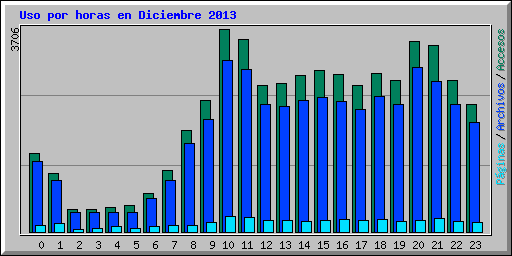 Uso por horas en Diciembre 2013
3706
Páginas / Archivos / Accesos
0 1 2 3 4 5 6 7 8 9 10 11 12 13 14 15 16 17 18 19 20 21 22 23